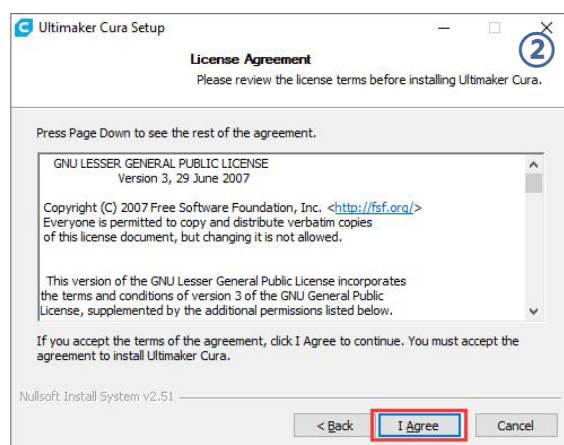 Ultimaker Cura Setup
②
License Agreement
Please review the license terms before installing Ultimaker Cura.
Press Page Down to see the rest of the agreement.
GNU LESSER GENERAL PUBLIC LICENSE
Version 3, 29 June 2007
Copyright (C) 2007 Free Software Foundation, Inc. <http://fsf.org/>
Everyone is permitted to copy and distribute verbatim copies
of this license document, but changing it is not allowed.
This version of the GNU Lesser General Public License incorporates
the terms and conditions of version 3 of the GNU General Public
License, supplemented by the additional permissions listed below.
If you accept the terms of the agreement, click I Agree to continue. You must accept the
agreement to install Ultimaker Cura.
Nullsoft Install System v2.51
< Back I Agree Cancel